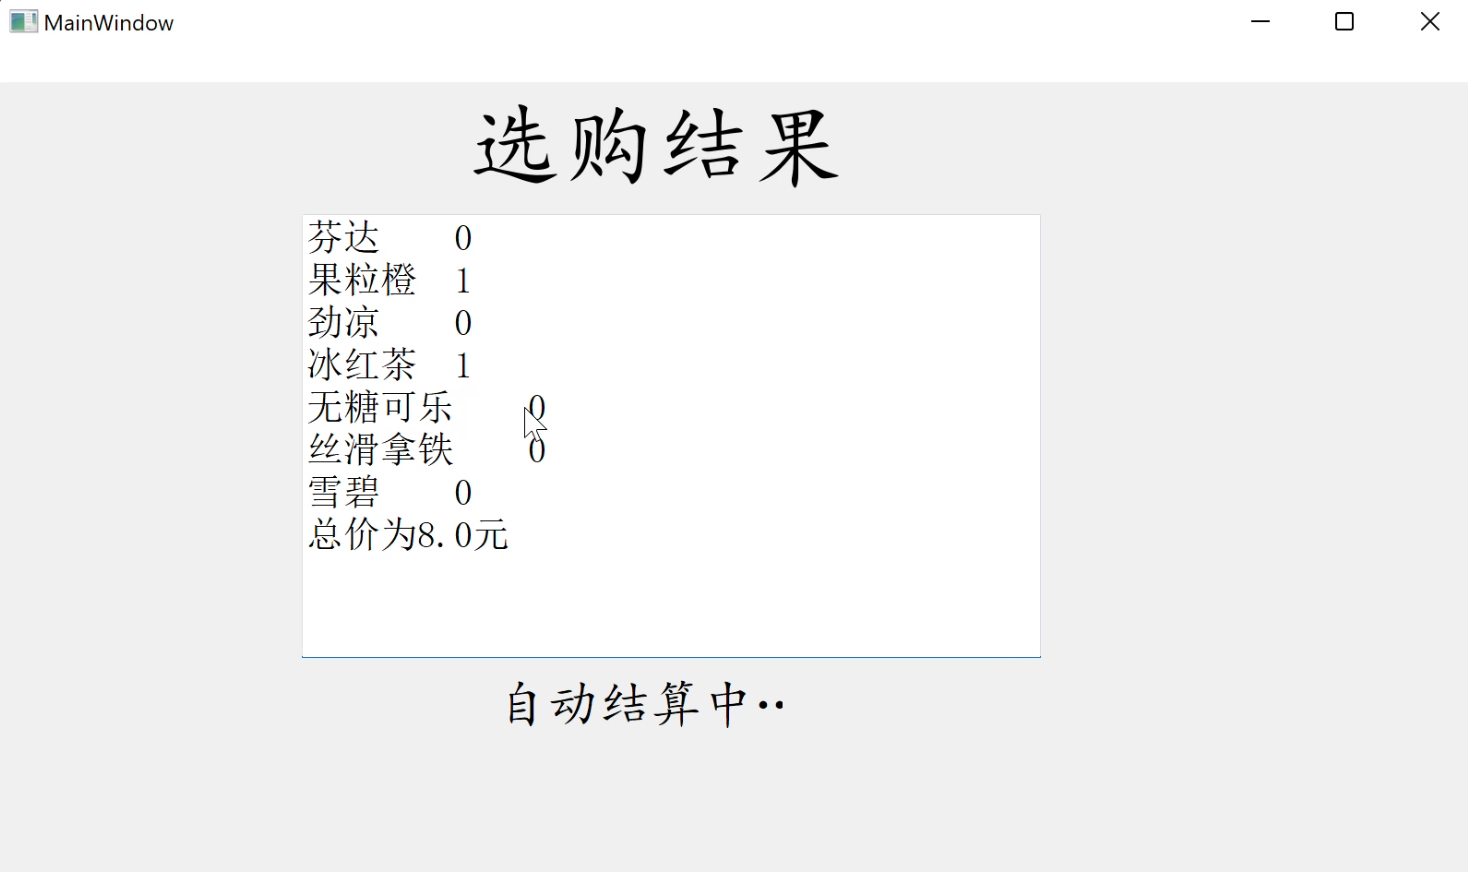 MainWindow
选购结果
芬达 0
果粒橙 1
劲凉 0
冰红茶 1
无糖可乐 0
丝滑拿铁 0
雪碧 0
总价为8.0元
自动结算中··